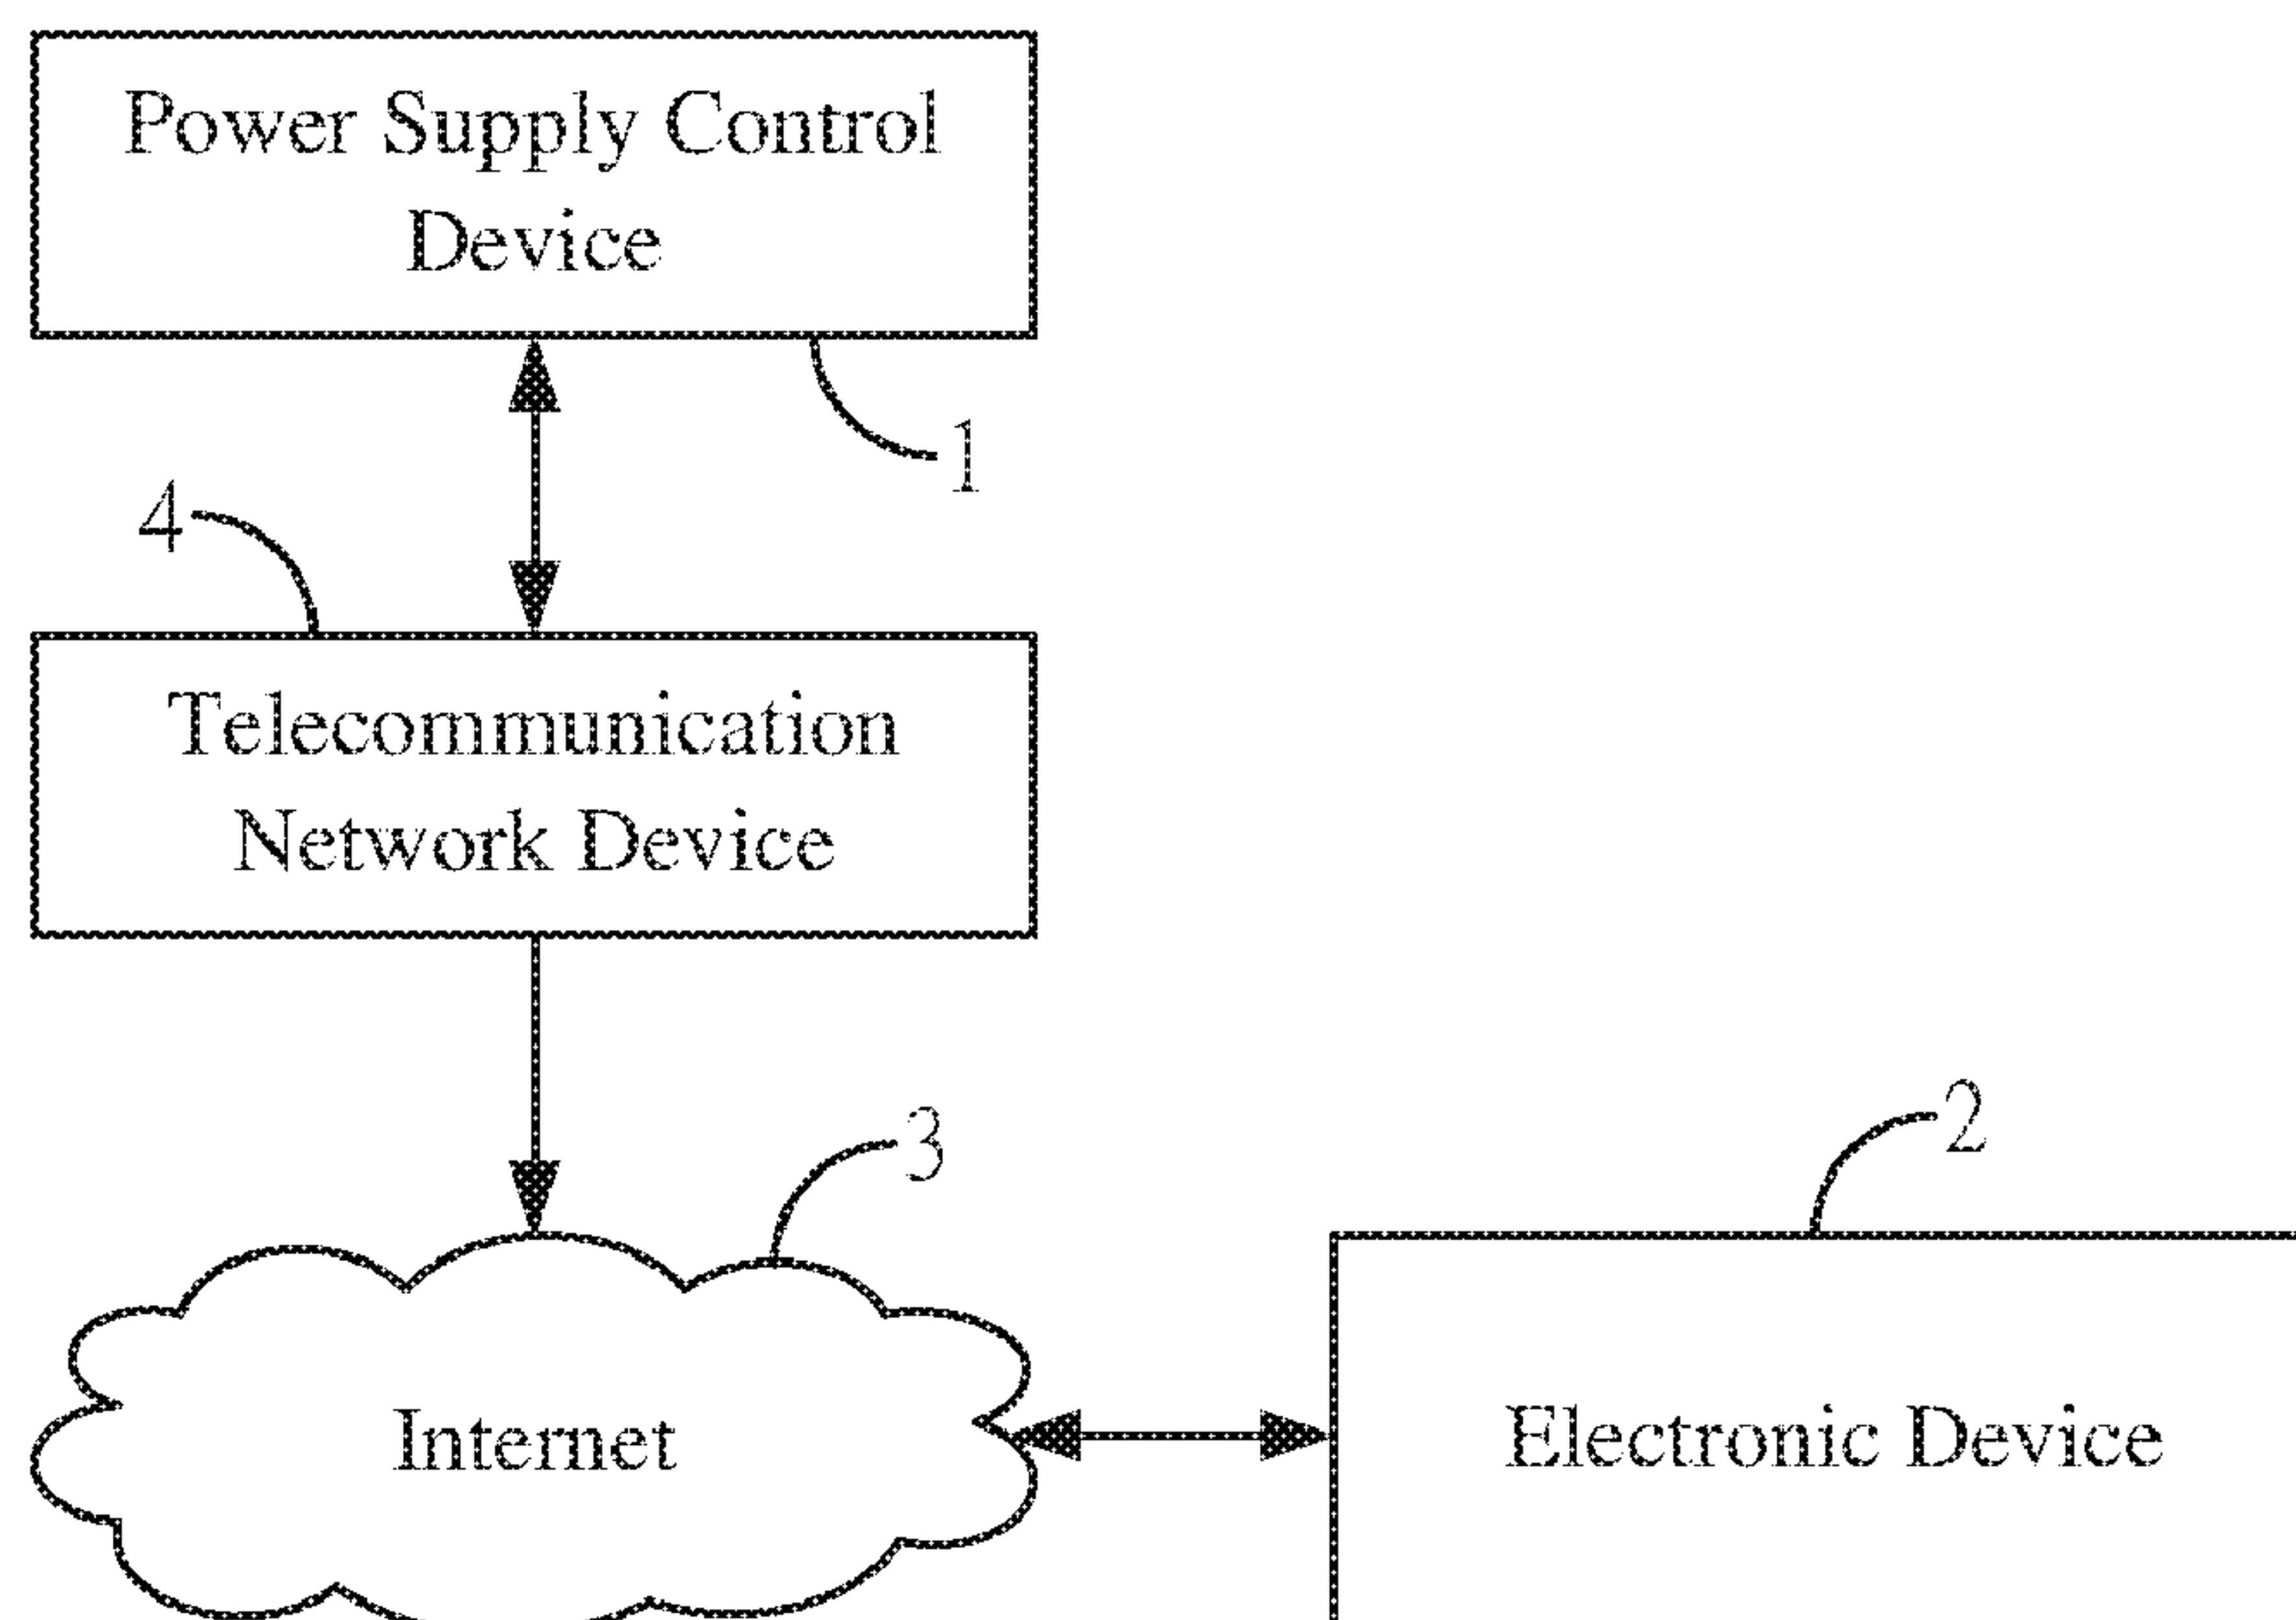 Power Supply Control
Device
1
4
Telecommunication
Network Device
3
2
Internet
Electronic Device